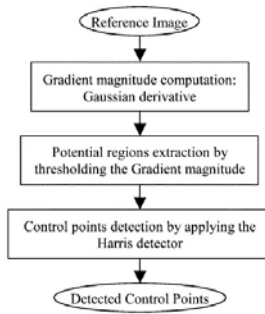 Reference Image
Gradient magnitude computation:
Gaussian derivative
Potential regions extraction by
thresholding the Gradient magnitude
Control points detection by applying the
Harris detector
Detected Control Points